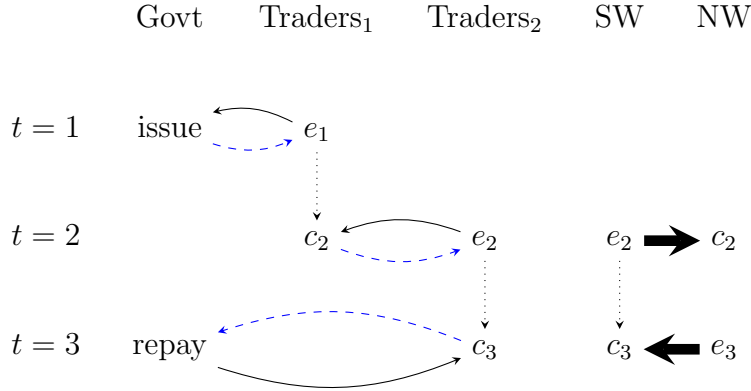 Govt Traders₁ Traders₂ SW NW
t = 1 issue e₁
t = 2 c₂ e₂ e₂ c₂
t = 3 repay c₃ c₃ e₃